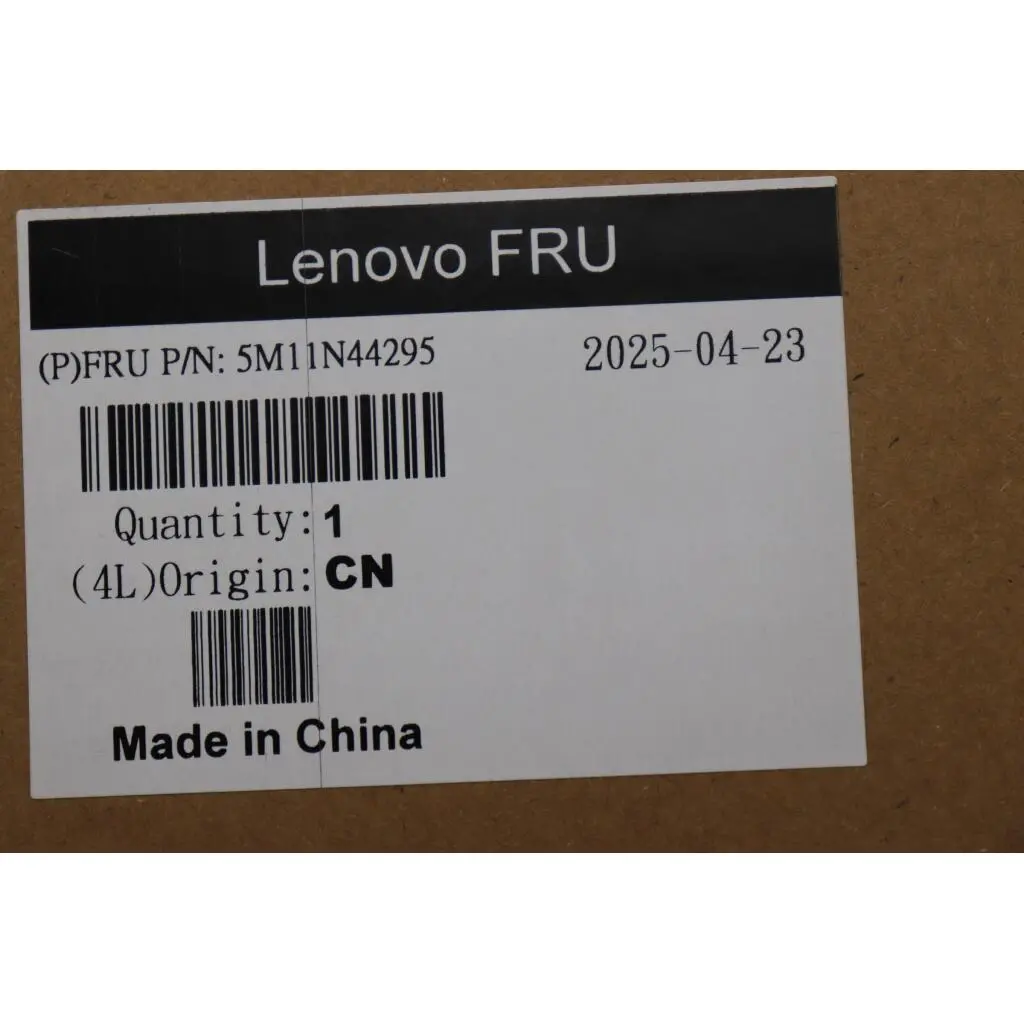 Lenovo FRU
(P)FRU P/N: 5M11N44295 2025-04-23
Quantity: 1
(4L)Origin: CN
Made in China